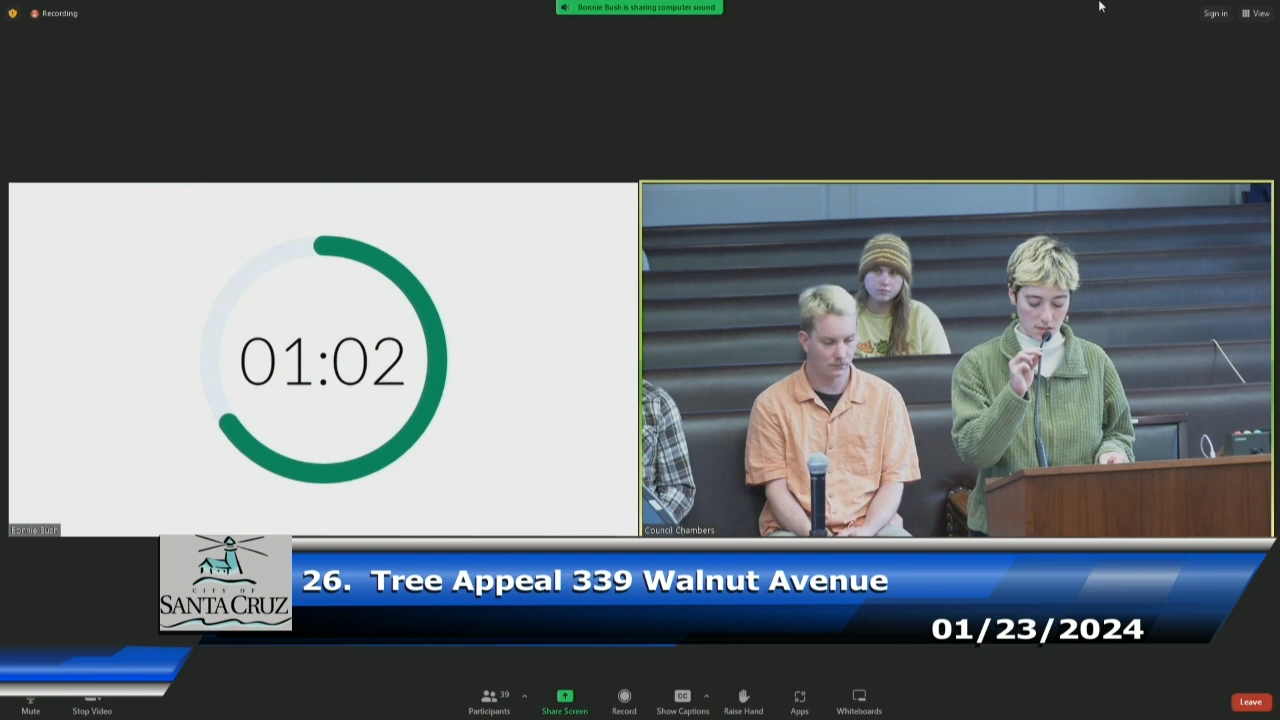 Recording
Bonnie Bush is sharing computer sound
Sign in
View
01:02
Bonnie Bush
Council Chambers
CITY OF
SANTA CRUZ
26. Tree Appeal 339 Walnut Avenue
01/23/2024
Mute
Stop Video
Participants
39
Share Screen
CC
Record
Show Captions
Raise Hand
Apps
Whiteboards
Leave